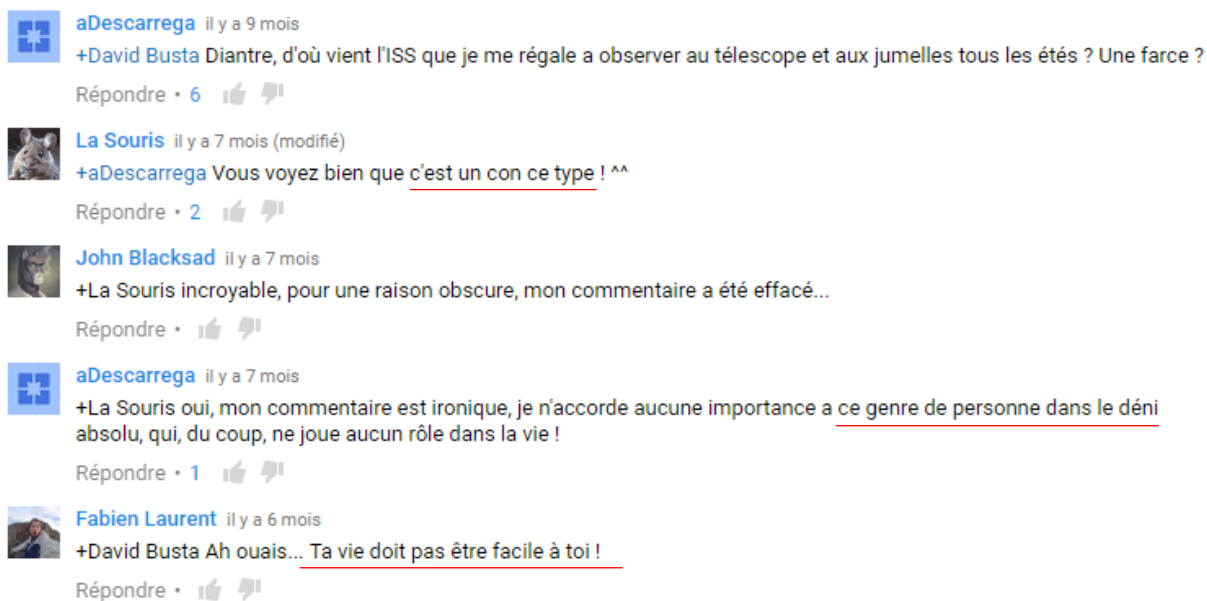 aDescarrega il y a 9 mois
+David Busta Diantre, d'où vient l'ISS que je me régale a observer au télescope et aux jumelles tous les étés ? Une farce ?
Répondre • 6
La Souris il y a 7 mois (modifié)
+aDescarrega Vous voyez bien que c'est un con ce type ! ^^
Répondre • 2
John Blacksad il y a 7 mois
+La Souris incroyable, pour une raison obscure, mon commentaire a été effacé...
Répondre •
aDescarrega il y a 7 mois
+La Souris oui, mon commentaire est ironique, je n'accorde aucune importance a ce genre de personne dans le déni
absolu, qui, du coup, ne joue aucun rôle dans la vie !
Répondre • 1
Fabien Laurent il y a 6 mois
+David Busta Ah ouais... Ta vie doit pas être facile à toi !
Répondre •